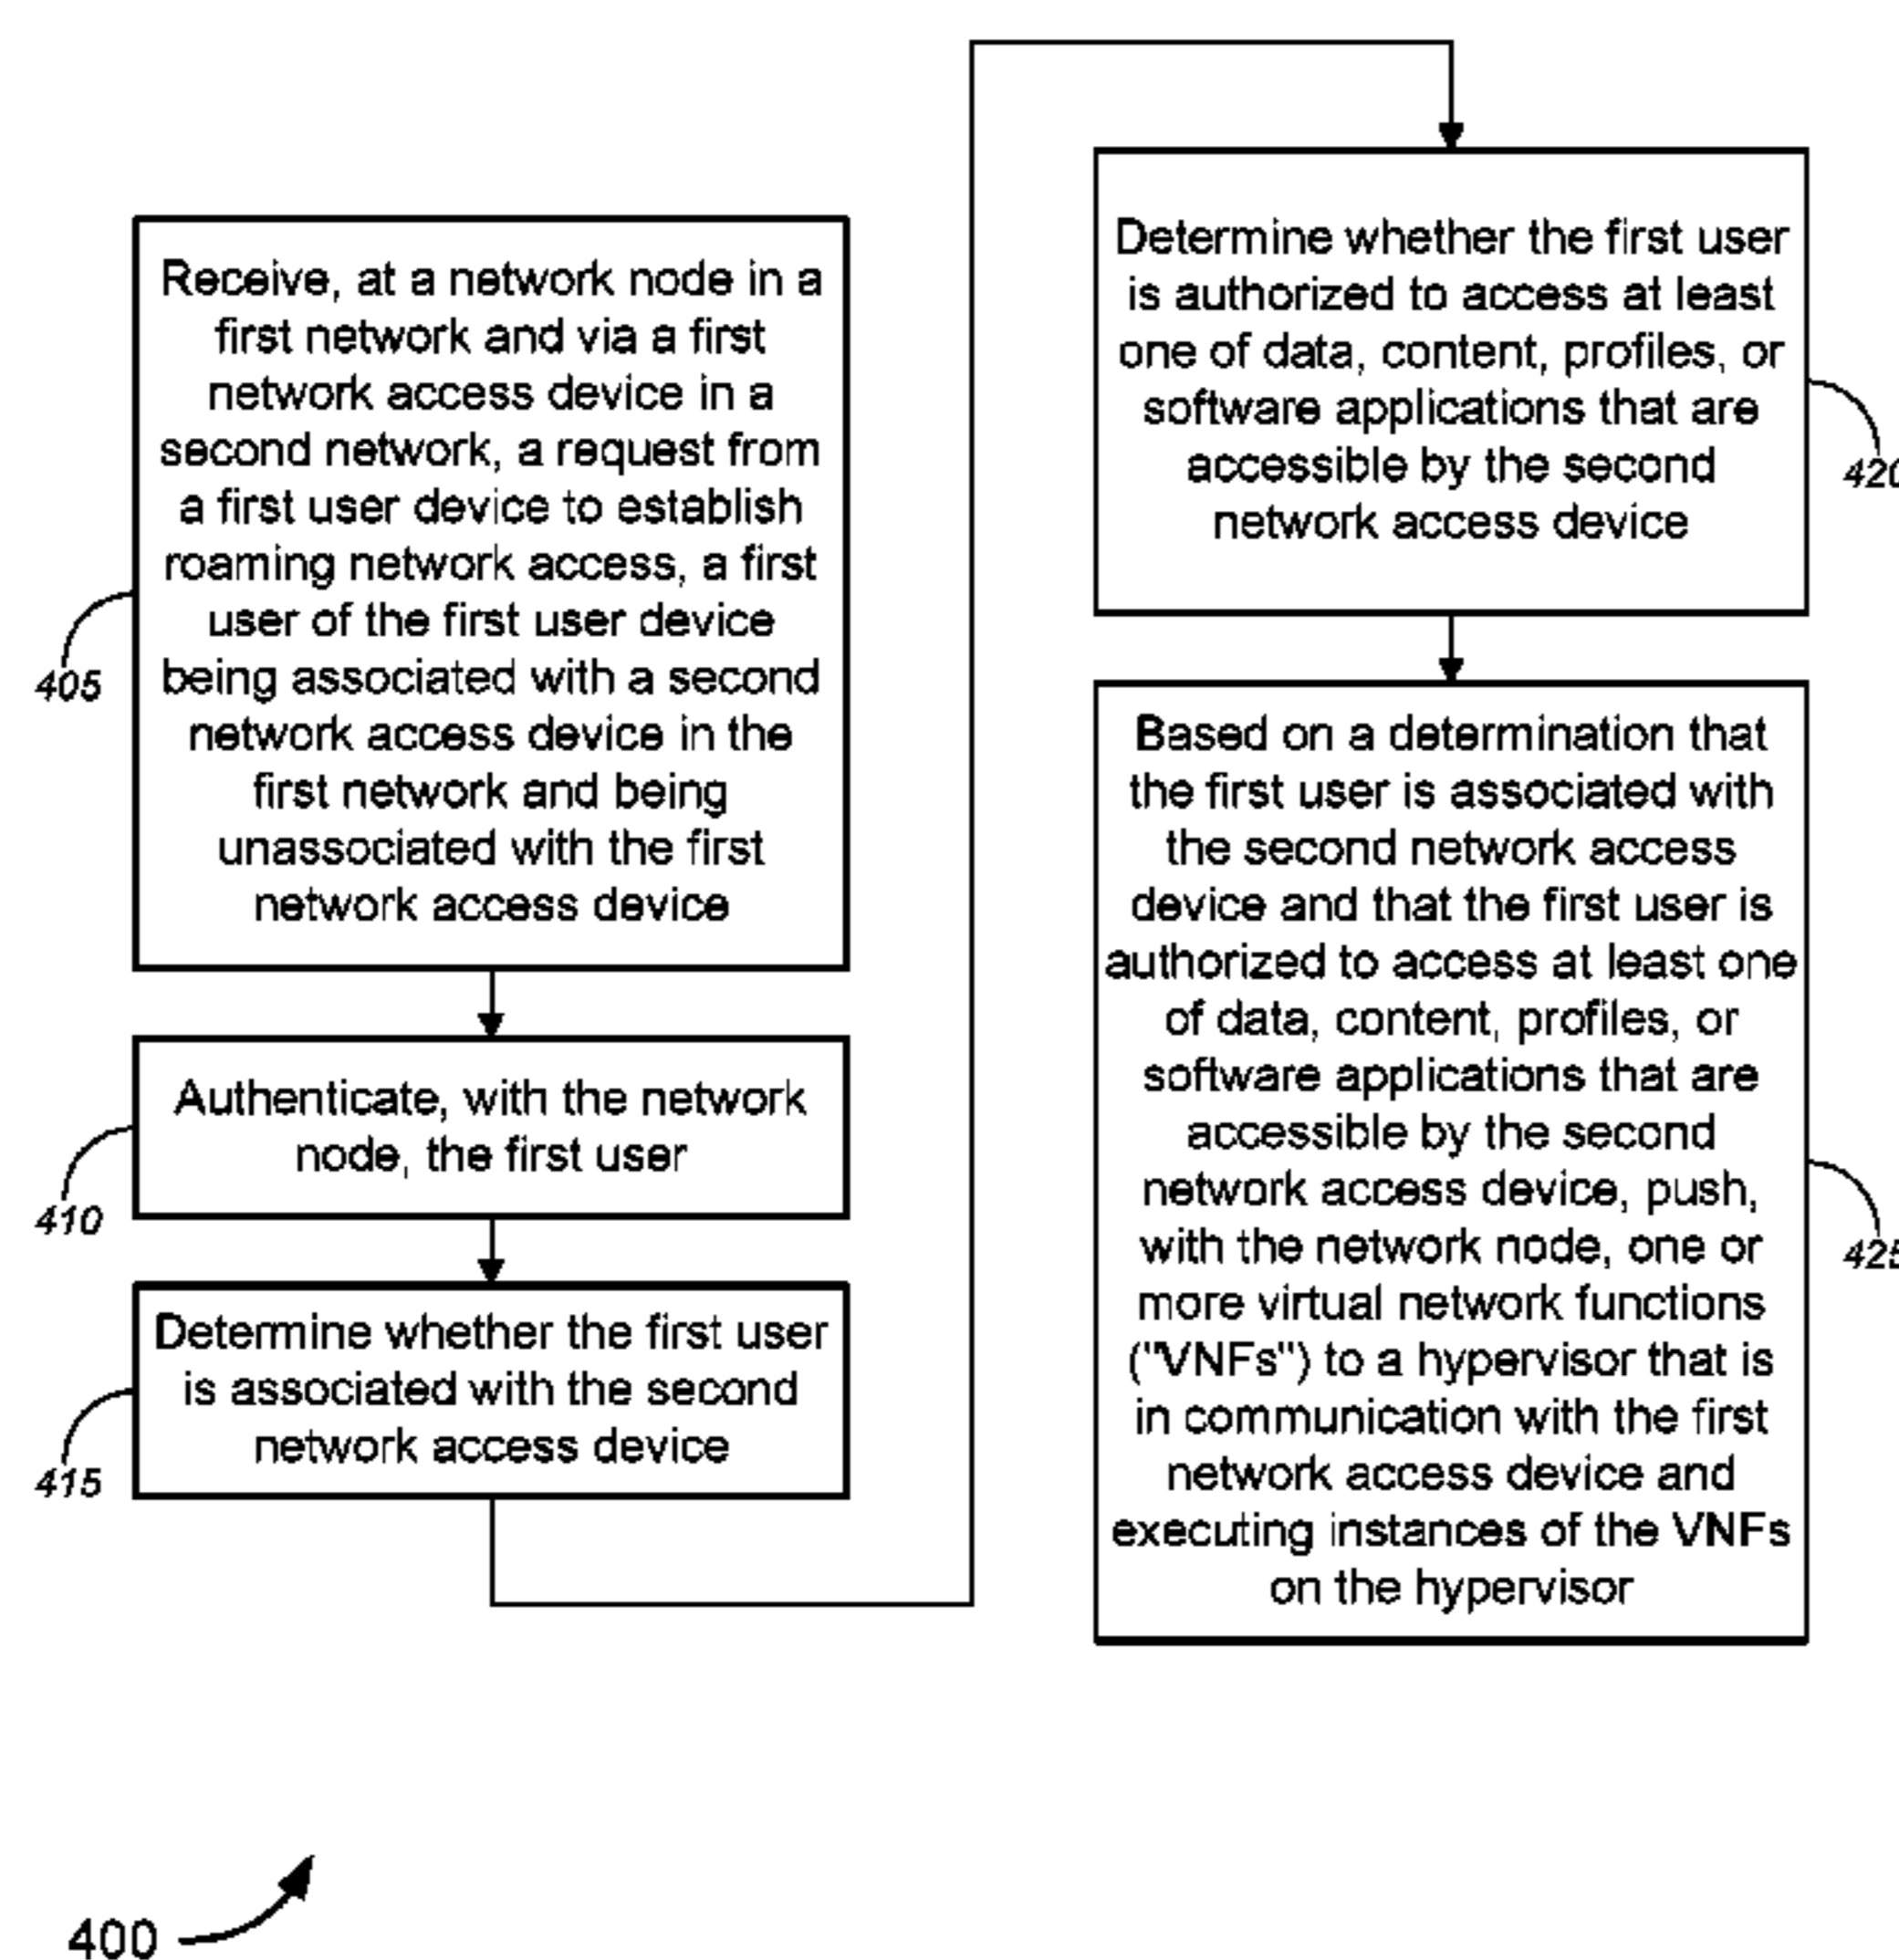 Receive, at a network node in a
first network and via a first
network access device in a
second network, a request from
a first user device to establish
roaming network access, a first
user of the first user device
being associated with a second
network access device in the
first network and being
unassociated with the first
network access device
405
Authenticate, with the network
node, the first user
410
Determine whether the first user
is associated with the second
network access device
415
Determine whether the first user
is authorized to access at least
one of data, content, profiles, or
software applications that are
accessible by the second
network access device
420
Based on a determination that
the first user is associated with
the second network access
device and that the first user is
authorized to access at least one
of data, content, profiles, or
software applications that are
accessible by the second
network access device, push,
with the network node, one or
more virtual network functions
("VNFs") to a hypervisor that is
in communication with the first
network access device and
executing instances of the VNFs
on the hypervisor
425
400